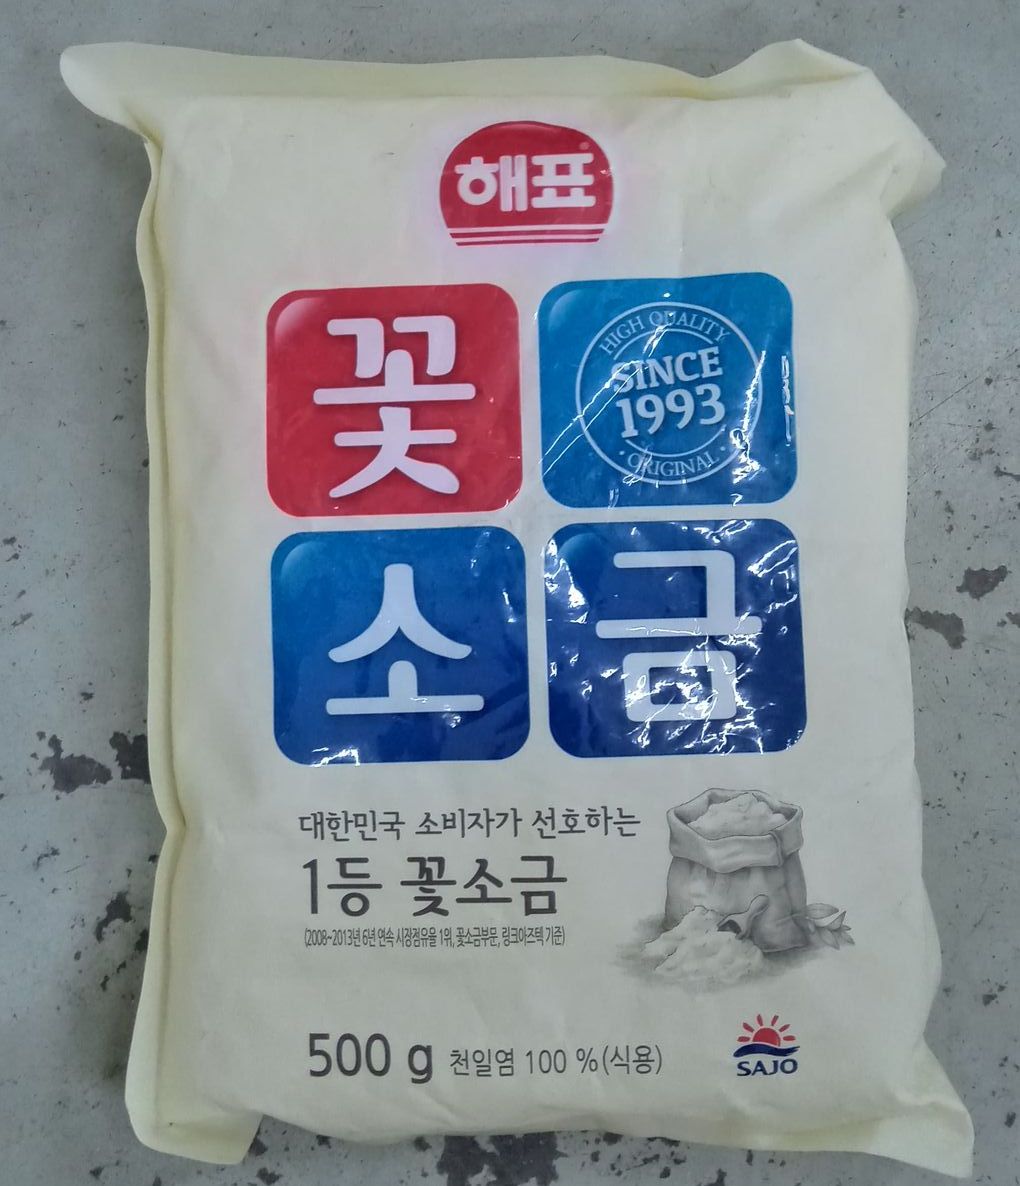 해표
꽃
HIGH QUALITY
SINCE
1993
· ORIGINAL ·
소
금
대한민국 소비자가 선호하는
1등 꽃소금
(2008~2013년 6년 연속 시장점유율 1위, 꽃소금부문, 링크아즈텍 기준)
500 g 천일염 100 % (식용)
SAJO